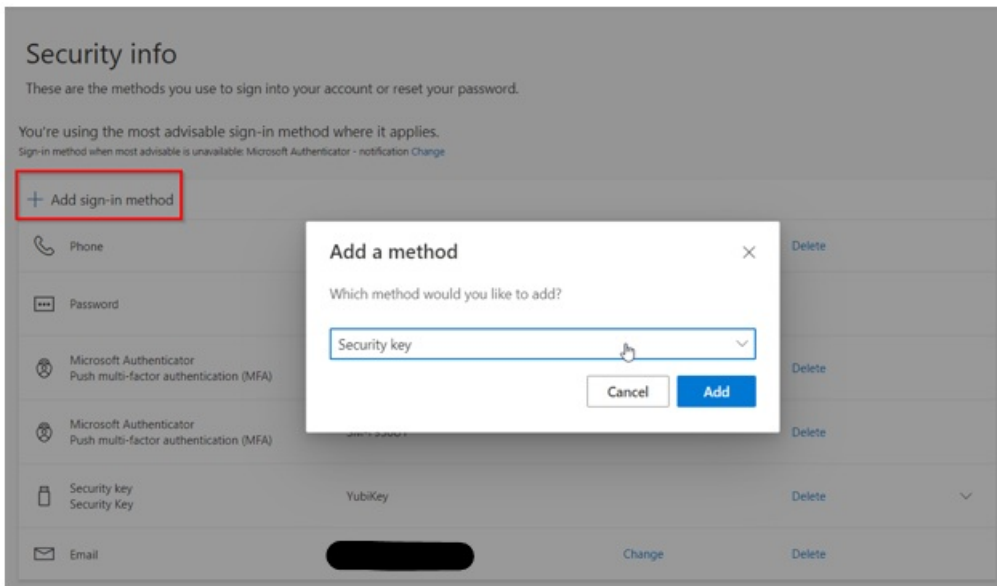 Security info
These are the methods you use to sign into your account or reset your password.
You're using the most advisable sign-in method where it applies.
Sign-in method when most advisable is unavailable: Microsoft Authenticator - notification Change
+ Add sign-in method
Phone
Delete
Password
Microsoft Authenticator
Push multi-factor authentication (MFA)
Delete
Microsoft Authenticator
Push multi-factor authentication (MFA)
Delete
Security key
Security Key
YubiKey
Delete
Email
Change
Delete
Add a method
Which method would you like to add?
Security key
Cancel
Add